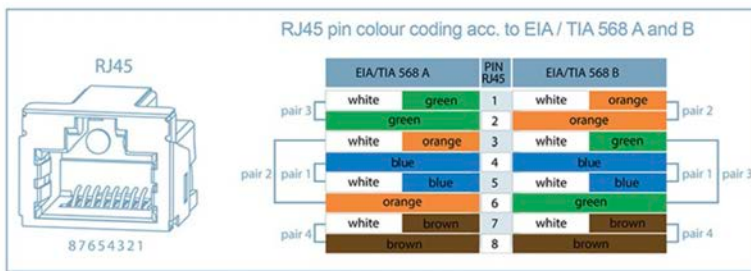 RJ45 pin colour coding acc. to EIA / TIA 568 A and B
RJ45
87654321
EIA/TIA 568 A PIN RJ45 EIA/TIA 568 B
white green 1 white orange
pair 3 pair 2
green 2 orange
white orange 3 white green
blue 4 blue
pair 2 pair 1 pair 1 pair 3
white blue 5 white blue
orange 6 green
white brown 7 white brown
pair 4 pair 4
brown 8 brown